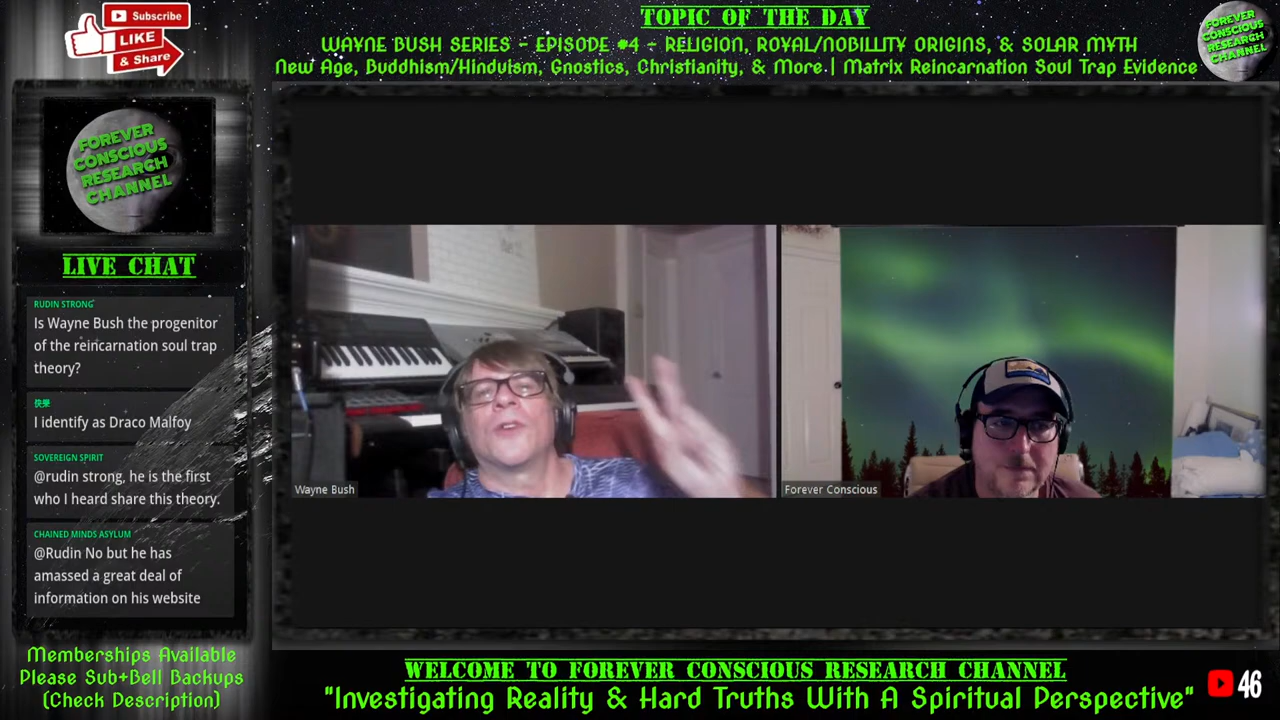 Subscribe
LIKE
& Share
TOPIC OF THE DAY
WAYNE BUSH SERIES - EPISODE #4 - RELIGION, ROYAL/NOBILLITY ORIGINS, & SOLAR MYTH
New Age, Buddhism/Hinduism, Gnostics, Christianity, & More | Matrix Reincarnation Soul Trap Evidence
FOREVER
CONSCIOUS
RESEARCH
CHANNEL
FOREVER
CONSCIOUS
RESEARCH
CHANNEL
LIVE CHAT
RUDIN STRONG
Is Wayne Bush the progenitor
of the reincarnation soul trap
theory?
快樂
I identify as Draco Malfoy
SOVEREIGN SPIRIT
@rudin strong, he is the first
who I heard share this theory.
CHAINED MINDS ASYLUM
@Rudin No but he has
amassed a great deal of
information on his website
Memberships Available
Please Sub+Bell Backups
(Check Description)
Wayne Bush
Forever Conscious
WELCOME TO FOREVER CONSCIOUS RESEARCH CHANNEL
"Investigating Reality & Hard Truths With A Spiritual Perspective"
46